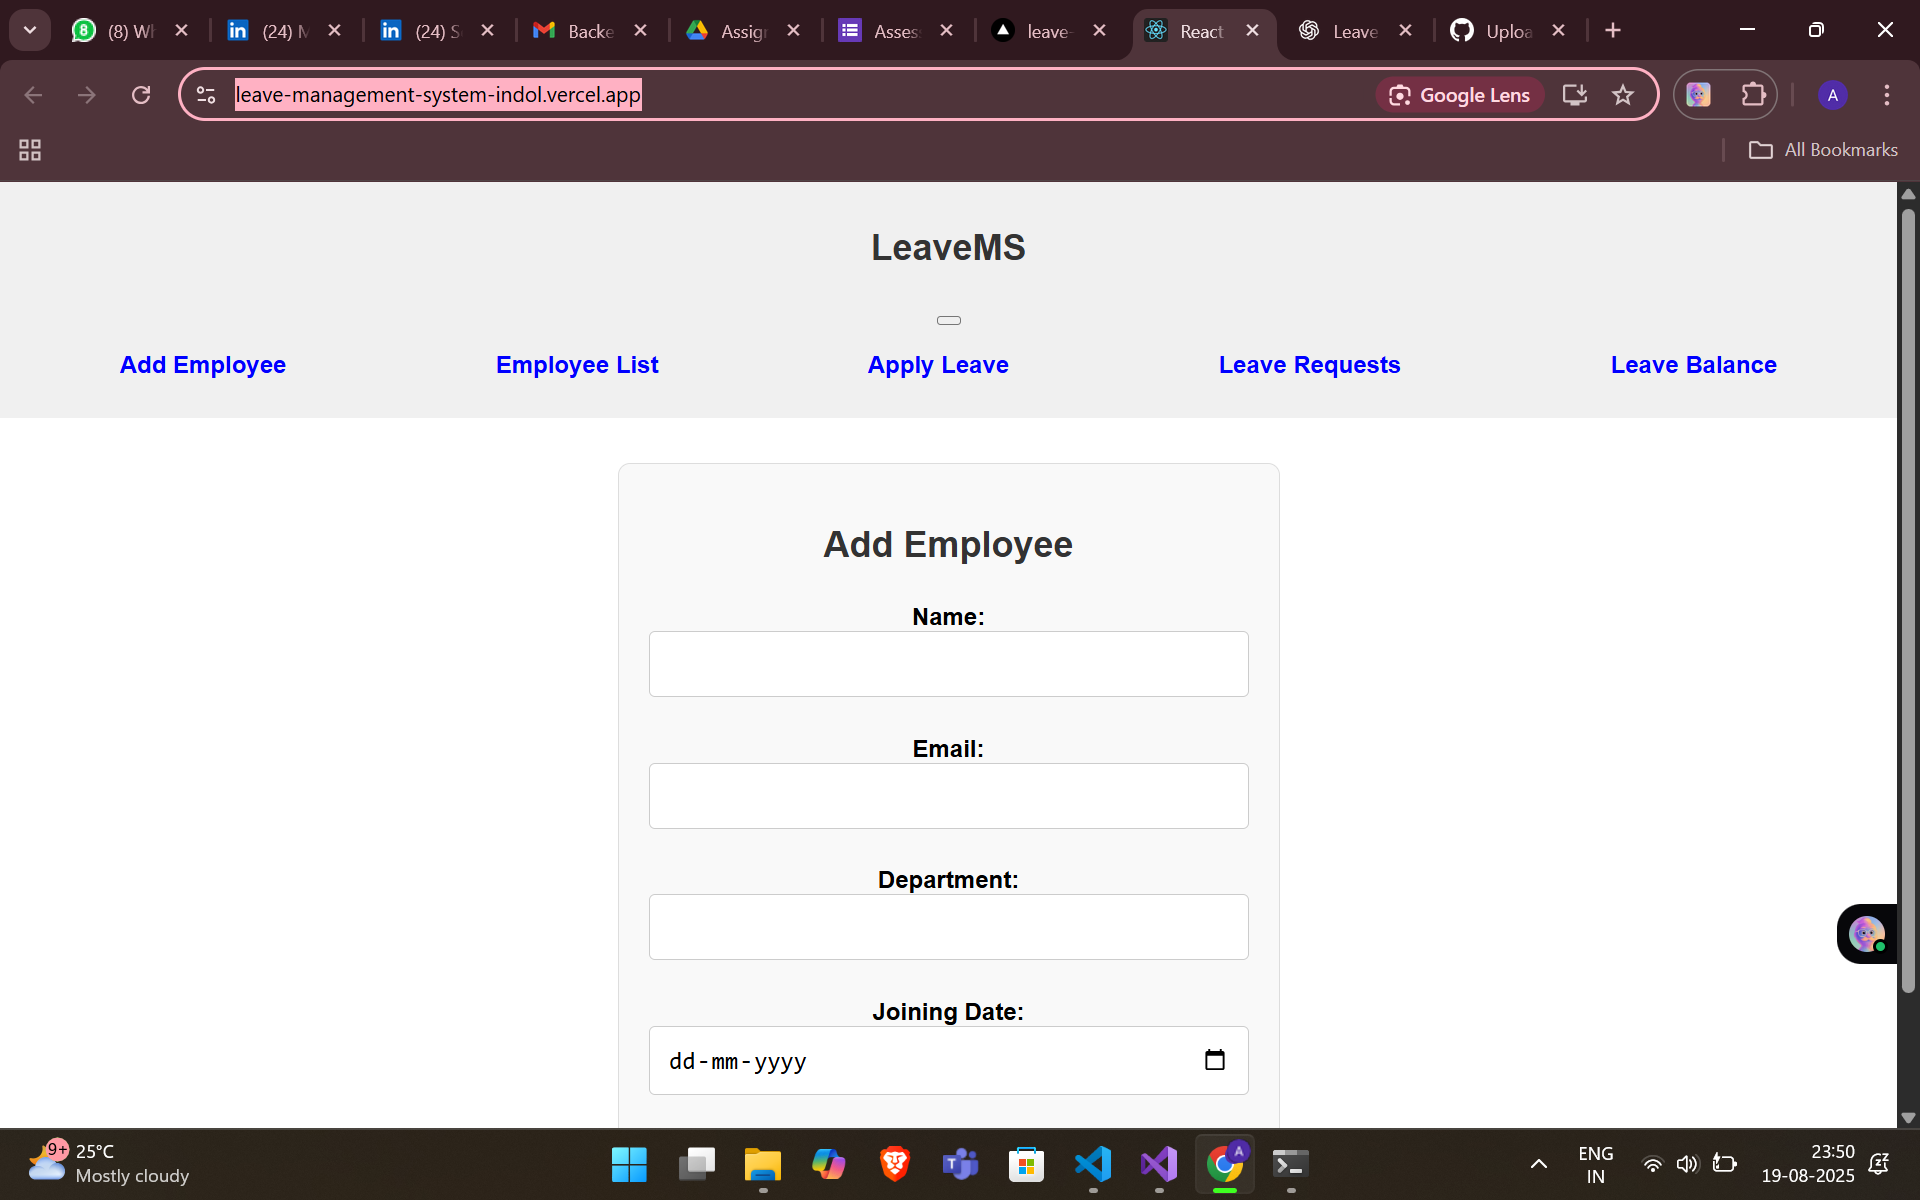 (8) Wh
(24) M
(24) S
Backe
Assign
Asses
leave-
React
Leave
Uploa
leave-management-system-indol.vercel.app
Google Lens
A
All Bookmarks
LeaveMS
Add Employee Employee List Apply Leave Leave Requests Leave Balance
Add Employee
Name:
Email:
Department:
Joining Date:
dd-mm-yyyy
9+
25°C
Mostly cloudy
A
ENG
IN
23:50
19-08-2025